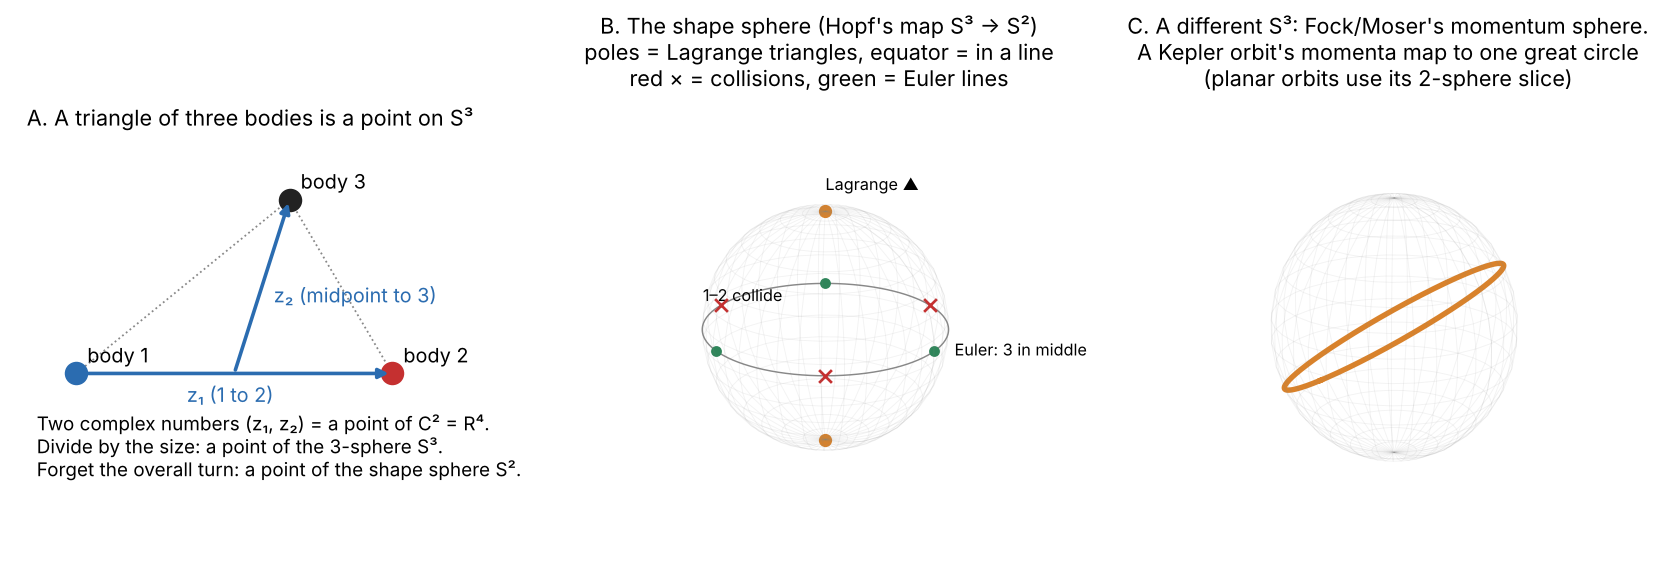 A. A triangle of three bodies is a point on S³
body 3
z₂ (midpoint to 3)
body 1
body 2
z₁ (1 to 2)
Two complex numbers (z₁, z₂) = a point of C² = R⁴.
Divide by the size: a point of the 3-sphere S³.
Forget the overall turn: a point of the shape sphere S².
B. The shape sphere (Hopf's map S³ → S²)
poles = Lagrange triangles, equator = in a line
red × = collisions, green = Euler lines
Lagrange ▲
1–2 collide
Euler: 3 in middle
C. A different S³: Fock/Moser's momentum sphere.
A Kepler orbit's momenta map to one great circle
(planar orbits use its 2-sphere slice)